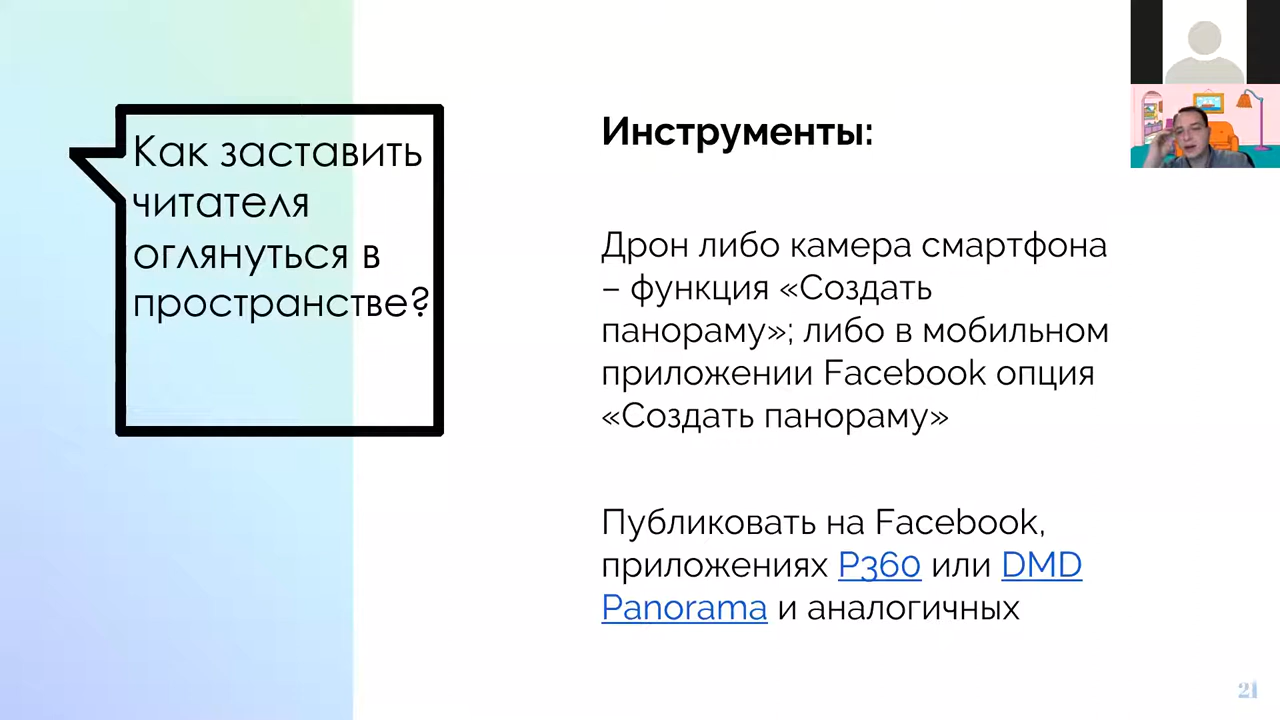 Как заставить
читателя
оглянуться в
пространстве?
Инструменты:
Дрон либо камера смартфона
– функция «Создать
панораму»; либо в мобильном
приложении Facebook опция
«Создать панораму»
Публиковать на Facebook,
приложениях P360 или DMD
Panorama и аналогичных
21